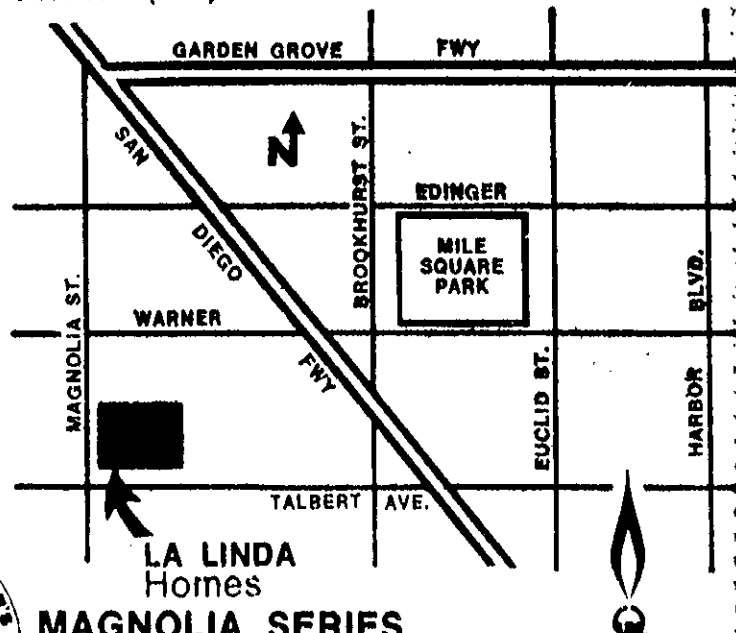 GARDEN GROVE FWY
SAN DIEGO FWY
N
BROOKHURST ST.
EDINGER
MILE
SQUARE
PARK
MAGNOLIA ST.
WARNER
EUCLID ST.
HARBOR BLVD.
TALBERT AVE.
LA LINDA
Homes
MAGNOLIA SERIES